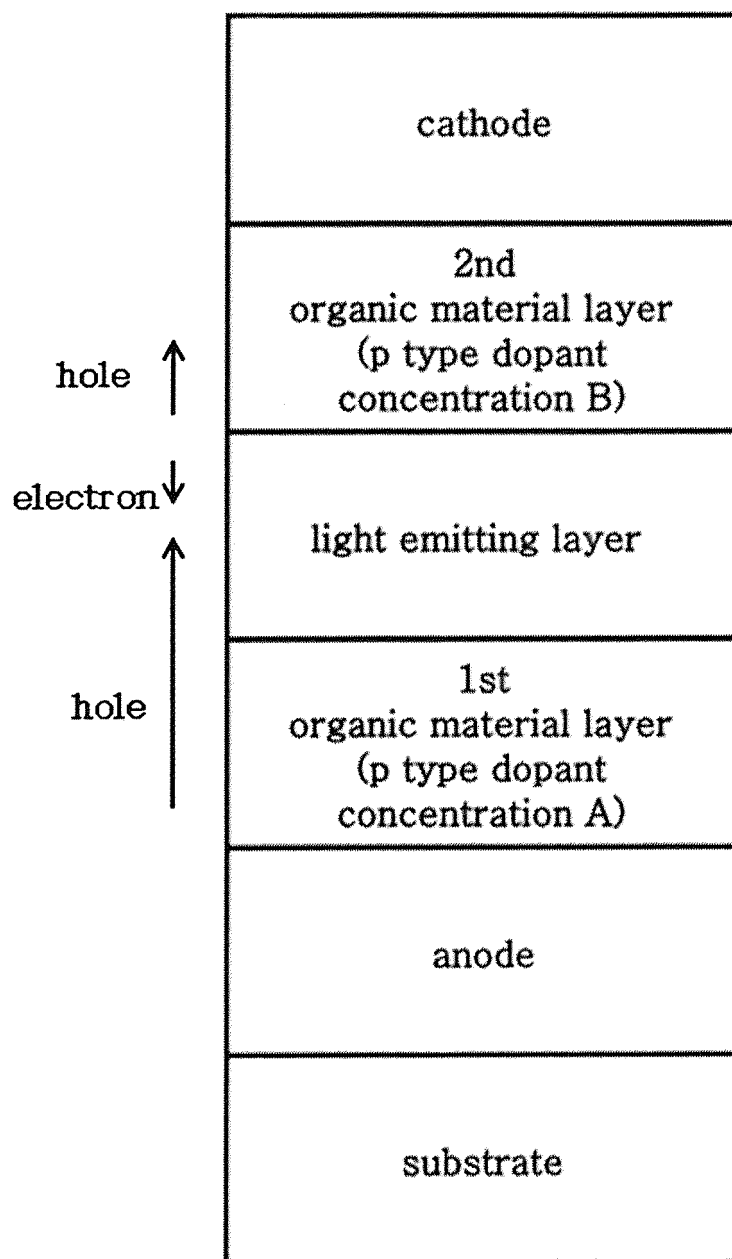 cathode
2nd
organic material layer
(p type dopant
concentration B)
hole
electron
light emitting layer
hole
1st
organic material layer
(p type dopant
concentration A)
anode
substrate